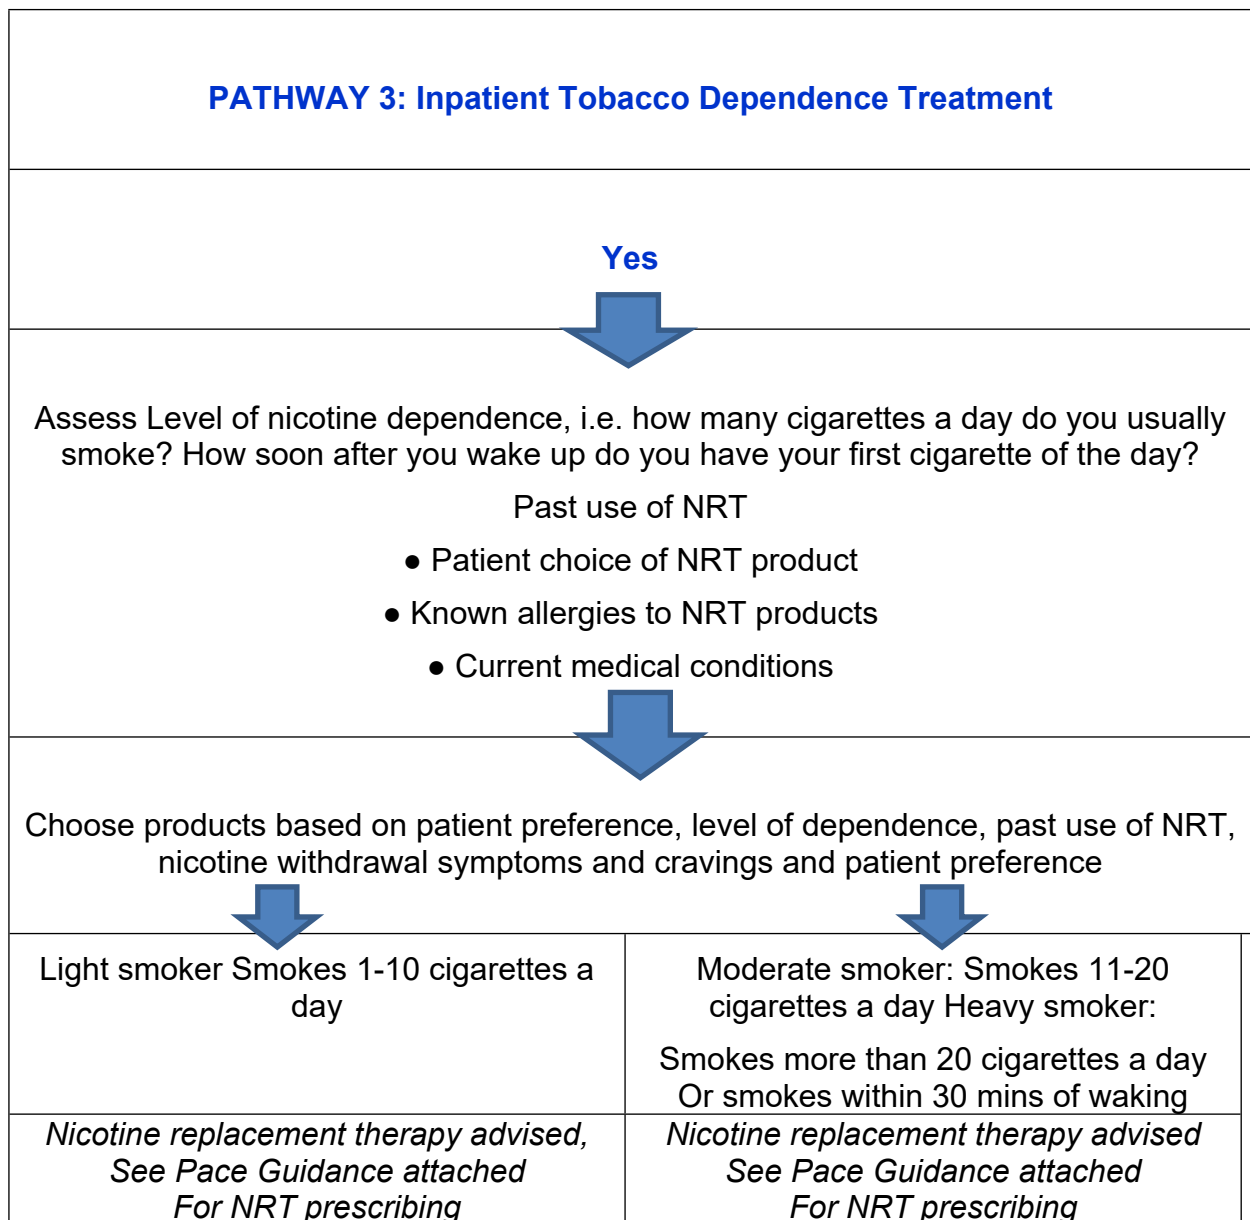 PATHWAY 3: Inpatient Tobacco Dependence Treatment
Yes
Assess Level of nicotine dependence, i.e. how many cigarettes a day do you usually
smoke? How soon after you wake up do you have your first cigarette of the day?
Past use of NRT
● Patient choice of NRT product
● Known allergies to NRT products
● Current medical conditions
Choose products based on patient preference, level of dependence, past use of NRT,
nicotine withdrawal symptoms and cravings and patient preference
Light smoker Smokes 1-10 cigarettes a
day
Moderate smoker: Smokes 11-20
cigarettes a day Heavy smoker:
Smokes more than 20 cigarettes a day
Or smokes within 30 mins of waking
Nicotine replacement therapy advised,
See Pace Guidance attached
For NRT prescribing
Nicotine replacement therapy advised
See Pace Guidance attached
For NRT prescribing